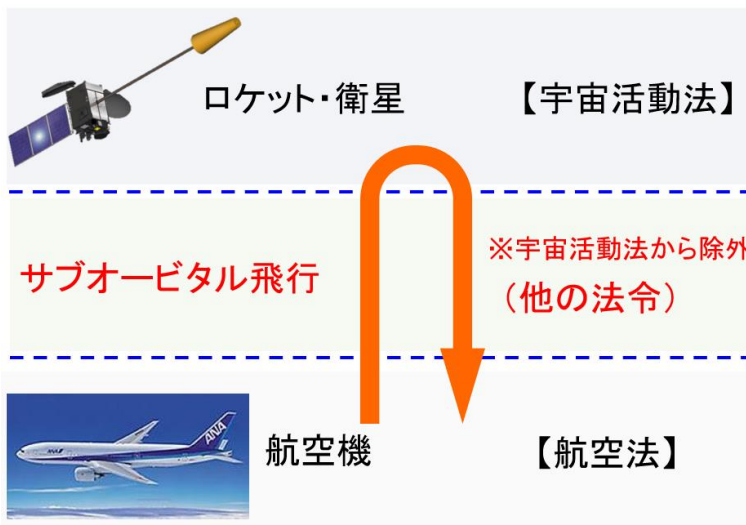 ロケット・衛星
【宇宙活動法】
サブオービタル飛行
※宇宙活動法から除外
(他の法令)
航空機
【航空法】
ANA
ANA